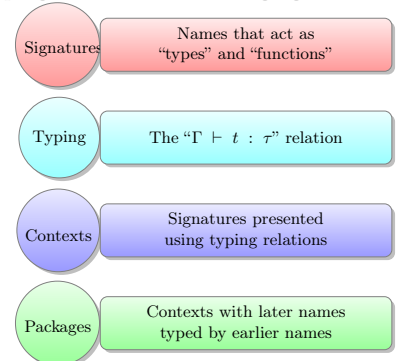 Signatures
Names that act as
“types” and “functions”
Typing
The “Γ ⊢ t : τ” relation
Contexts
Signatures presented
using typing relations
Packages
Contexts with later names
typed by earlier names